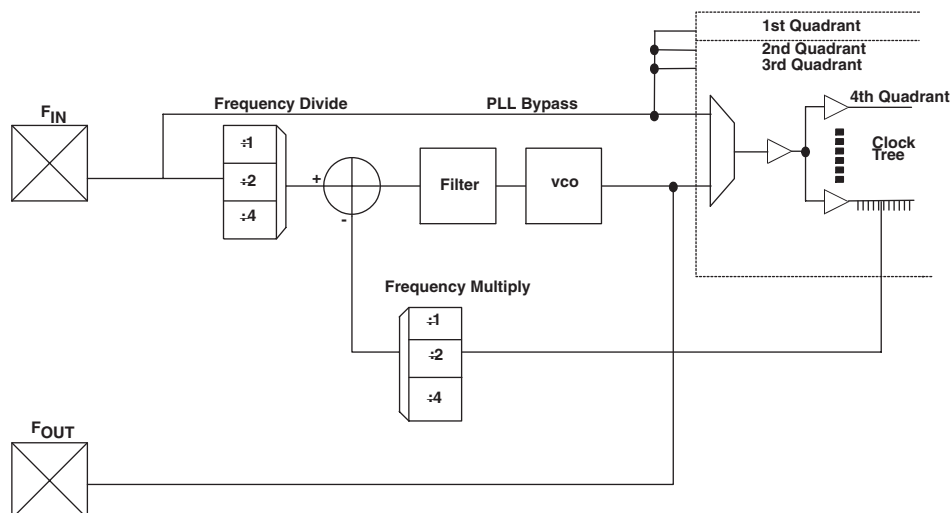 1st Quadrant
2nd Quadrant
3rd Quadrant
4th Quadrant
FIN
Frequency Divide
PLL Bypass
÷1
÷2
÷4
+
-
Filter
vco
Clock
Tree
Frequency Multiply
÷1
÷2
÷4
FOUT